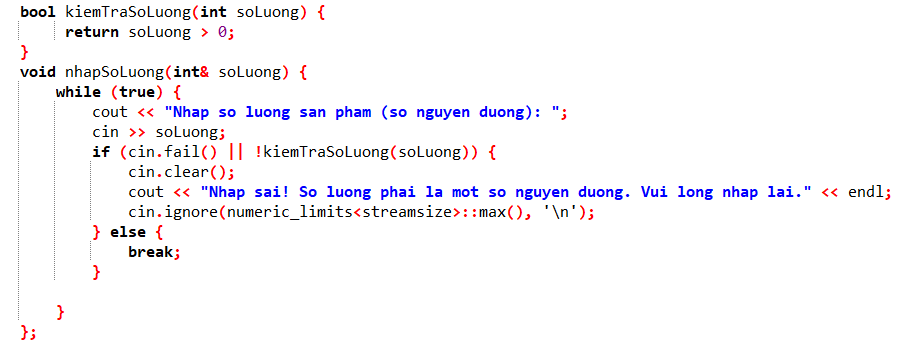 bool kiemTraSoLuong(int soLuong) {
return soLuong > 0;
}
void nhapSoLuong(int& soLuong) {
while (true) {
cout << "Nhap so luong san pham (so nguyen duong): ";
cin >> soLuong;
if (cin.fail() || !kiemTraSoLuong(soLuong)) {
cin.clear();
cout << "Nhap sai! So luong phai la mot so nguyen duong. Vui long nhap lai." << endl;
cin.ignore(numeric_limits<streamsize>::max(), '\n');
} else {
break;
}
}
};